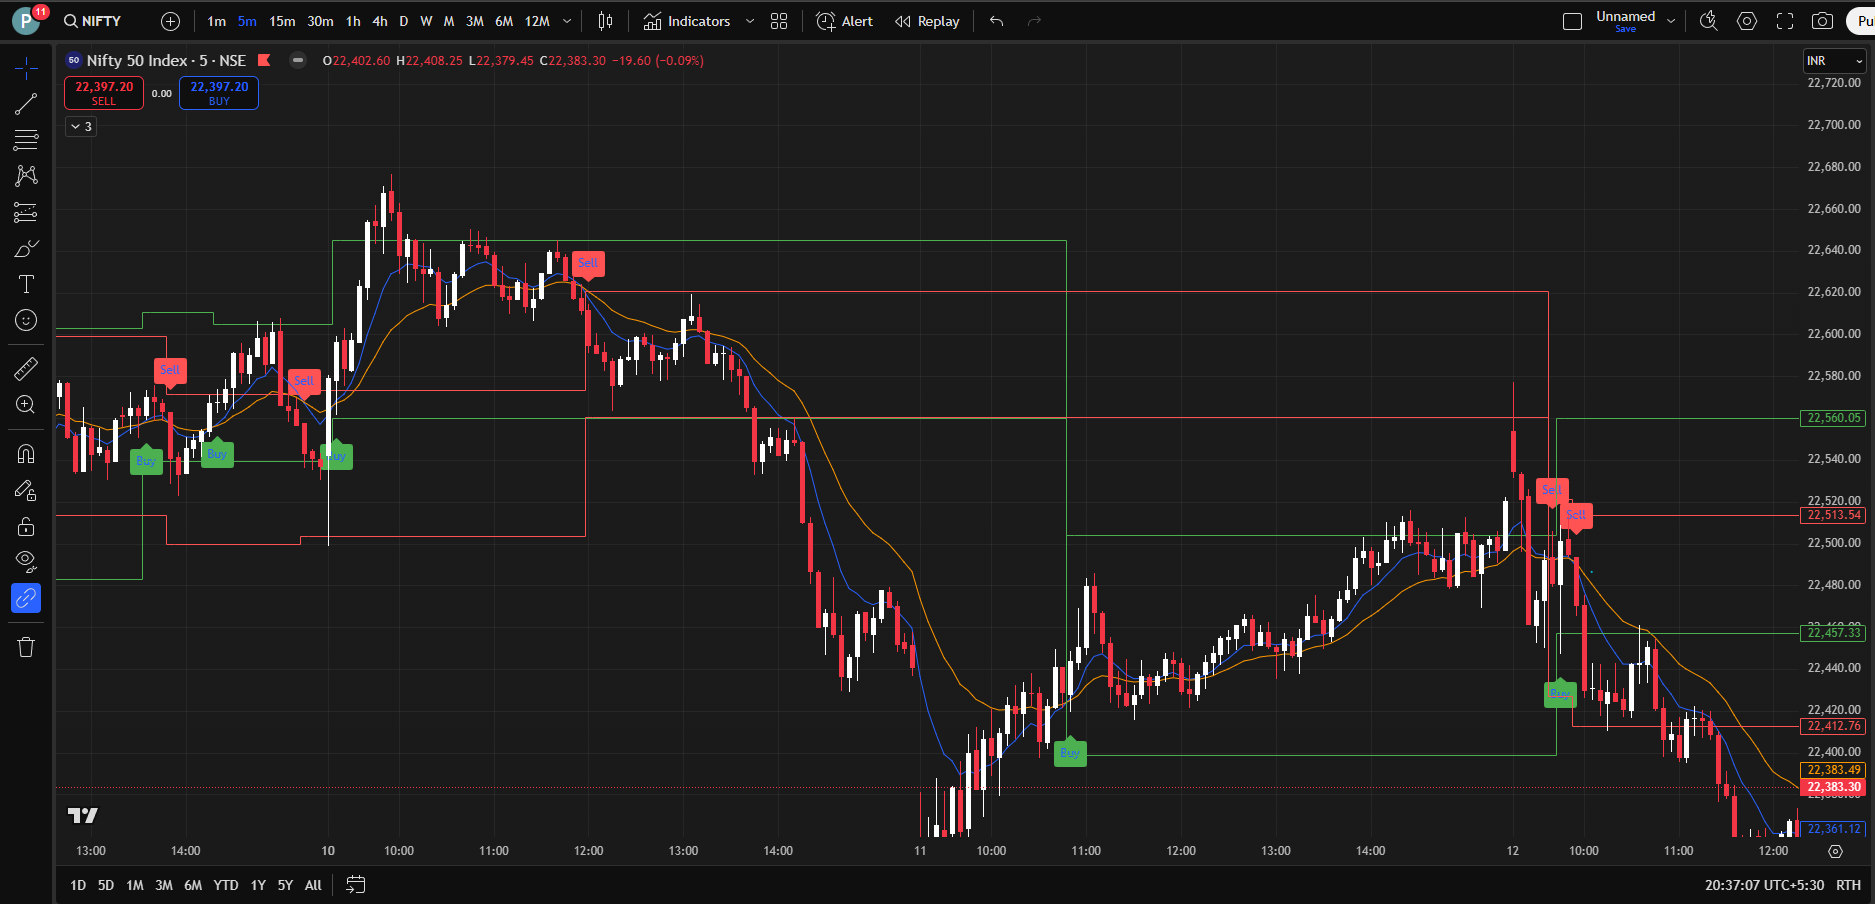 P 11 NIFTY 1m 5m 15m 30m 1h 4h D W M 3M 6M 12M Indicators Alert Replay Unnamed Save Pu
50 Nifty 50 Index · 5 · NSE O22,402.60 H22,408.25 L22,379.45 C22,383.30 −19.60 (−0.09%) INR
22,397.20 SELL 0.00 22,397.20 BUY
3
22,720.00
22,700.00
22,680.00
22,660.00
22,640.00
22,620.00
22,600.00
22,580.00
22,560.05
22,540.00
22,520.00
22,513.54
22,500.00
22,480.00
22,457.33
22,440.00
22,420.00
22,412.76
22,400.00
22,383.49
22,383.30
22,361.12
Sell
Sell
Sell
Buy
Buy
Buy
Sell
Sell
Buy
Buy
13:00 14:00 10 10:00 11:00 12:00 13:00 14:00 11 10:00 11:00 12:00 13:00 14:00 12 10:00 11:00 12:00
1D 5D 1M 3M 6M YTD 1Y 5Y All 20:37:07 UTC+5:30 RTH